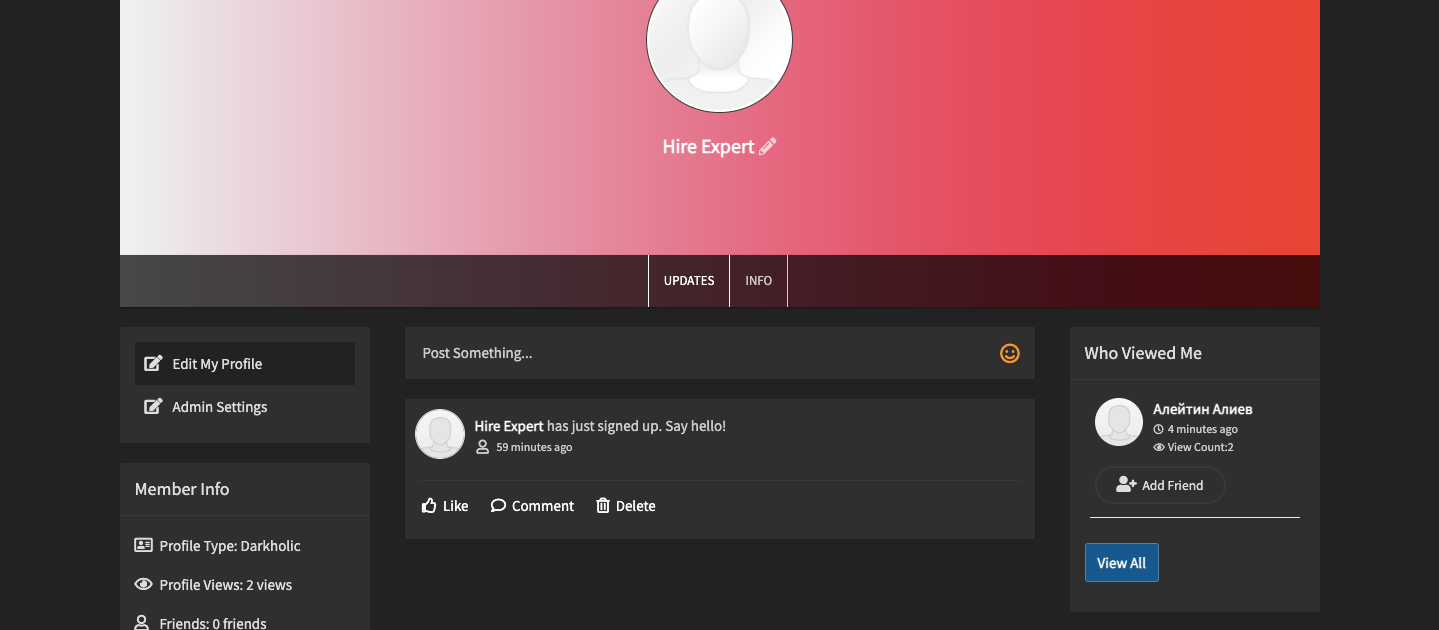 Hire Expert
UPDATES
INFO
Edit My Profile
Admin Settings
Member Info
Profile Type: Darkholic
Profile Views: 2 views
Friends: 0 friends
Post Something...
Hire Expert has just signed up. Say hello!
59 minutes ago
Like
Comment
Delete
Who Viewed Me
Алейтин Алиев
4 minutes ago
View Count:2
Add Friend
View All